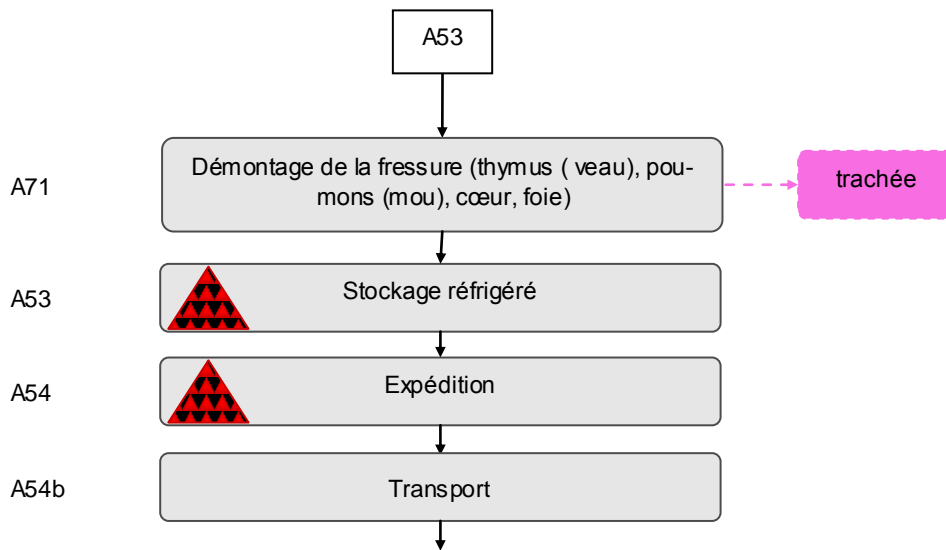 A53
A71
Démontage de la fressure (thymus ( veau), pou-
mons (mou), cœur, foie)
trachée
A53
Stockage réfrigéré
A54
Expédition
A54b
Transport